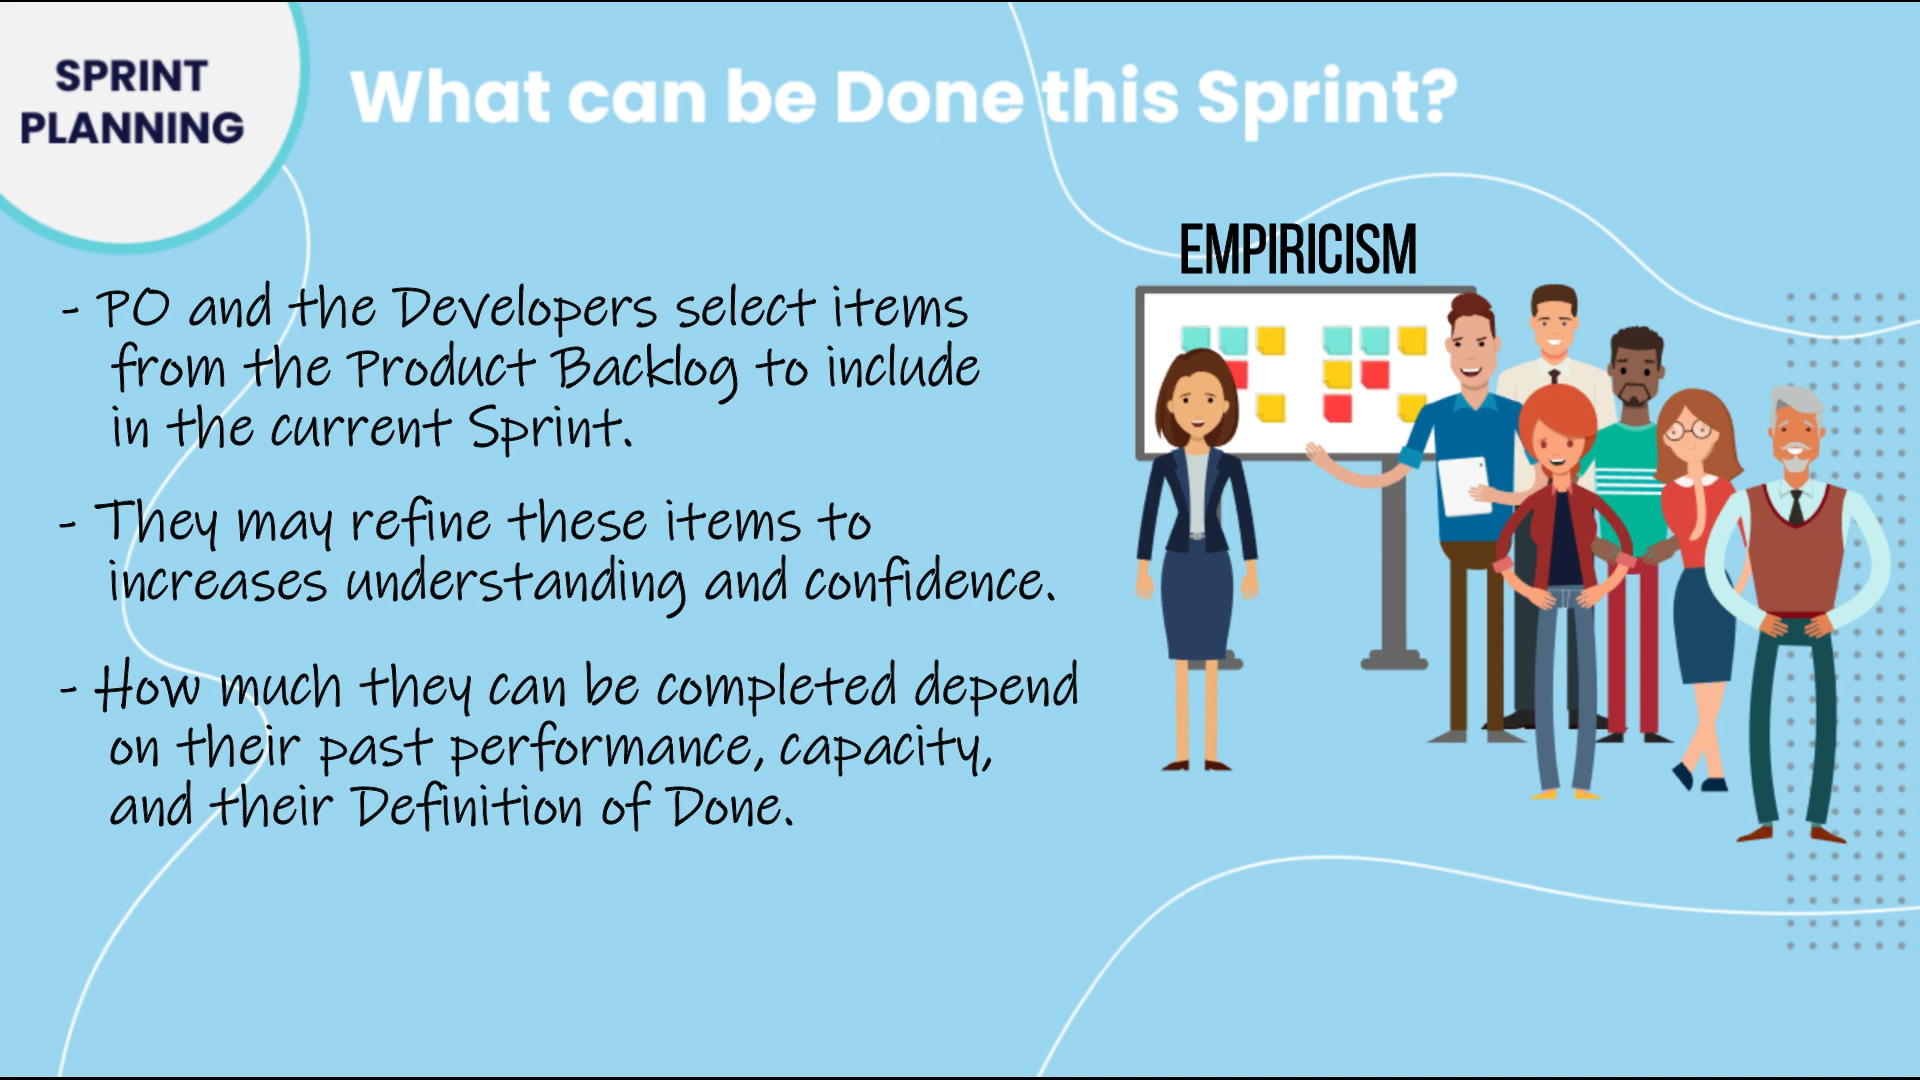 SPRINT
PLANNING
What can be Done this Sprint?
EMPIRICISM
- PO and the Developers select items
from the Product Backlog to include
in the current Sprint.
- They may refine these items to
increases understanding and confidence.
- How much they can be completed depend
on their past performance, capacity,
and their Definition of Done.